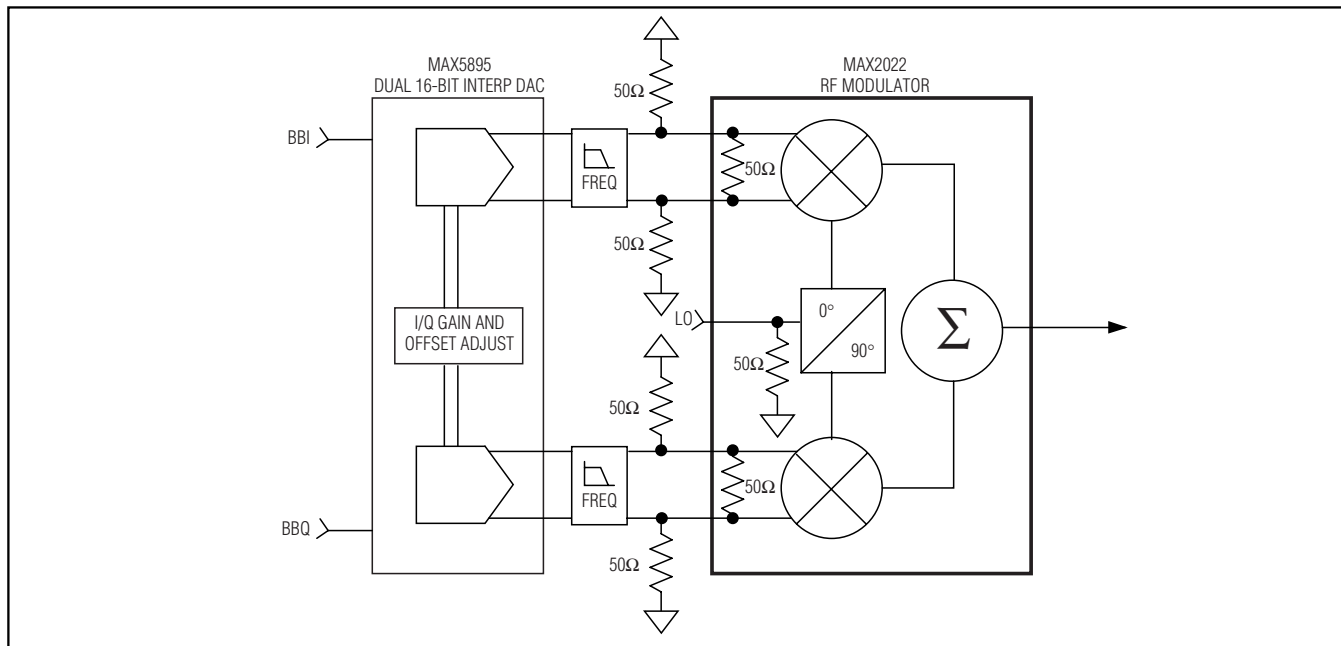 MAX5895
DUAL 16-BIT INTERP DAC
MAX2022
RF MODULATOR
50Ω
BBI
FREQ
50Ω
50Ω
I/Q GAIN AND
OFFSET ADJUST
LO
0°
90°
Σ
50Ω
50Ω
FREQ
50Ω
BBQ
50Ω